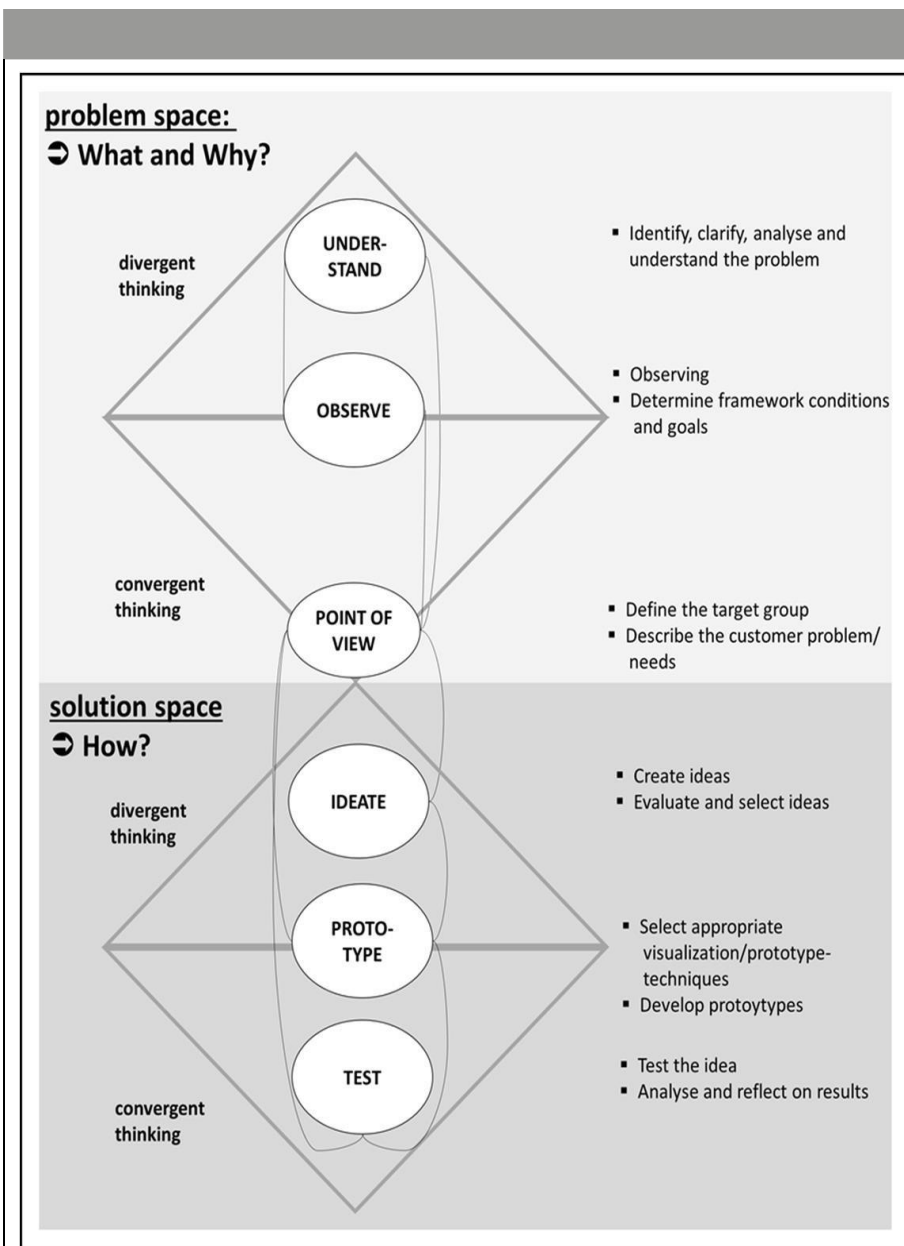 problem space:
➲ What and Why?
divergent
thinking
UNDER-
STAND
▪ Identify, clarify, analyse and
understand the problem
OBSERVE
▪ Observing
▪ Determine framework conditions
and goals
convergent
thinking
POINT OF
VIEW
▪ Define the target group
▪ Describe the customer problem/
needs
solution space
➲ How?
divergent
thinking
IDEATE
▪ Create ideas
▪ Evaluate and select ideas
PROTO-
TYPE
▪ Select appropriate
visualization/prototype-
techniques
▪ Develop protoytypes
TEST
▪ Test the idea
▪ Analyse and reflect on results
convergent
thinking